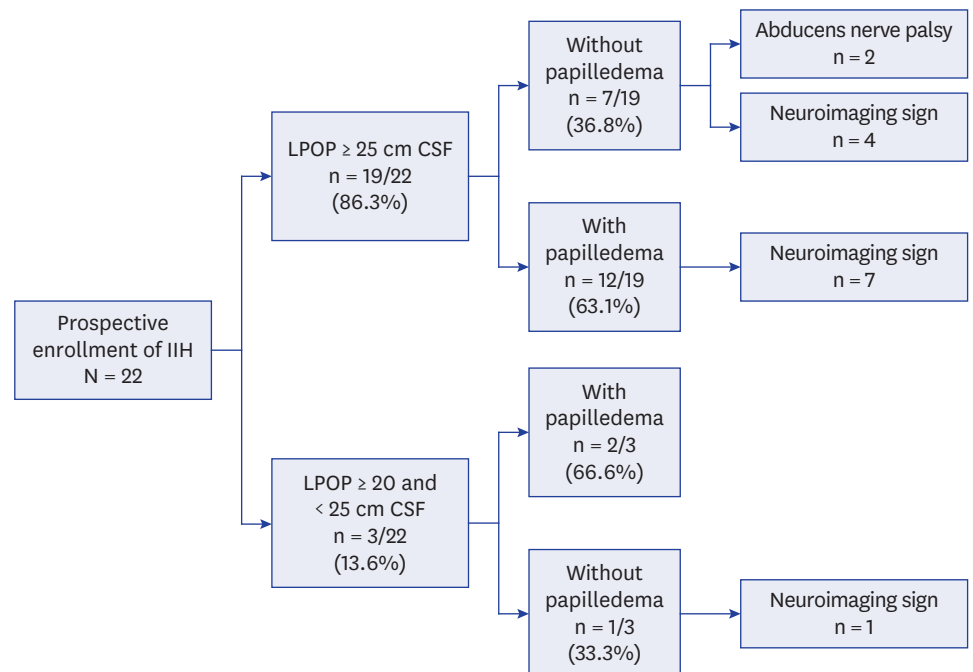 Prospective
enrollment of IIH
N = 22
LPOP ≥ 25 cm CSF
n = 19/22
(86.3%)
Without
papilledema
n = 7/19
(36.8%)
Abducens nerve palsy
n = 2
Neuroimaging sign
n = 4
With
papilledema
n = 12/19
(63.1%)
Neuroimaging sign
n = 7
LPOP ≥ 20 and
< 25 cm CSF
n = 3/22
(13.6%)
With
papilledema
n = 2/3
(66.6%)
Without
papilledema
n = 1/3
(33.3%)
Neuroimaging sign
n = 1